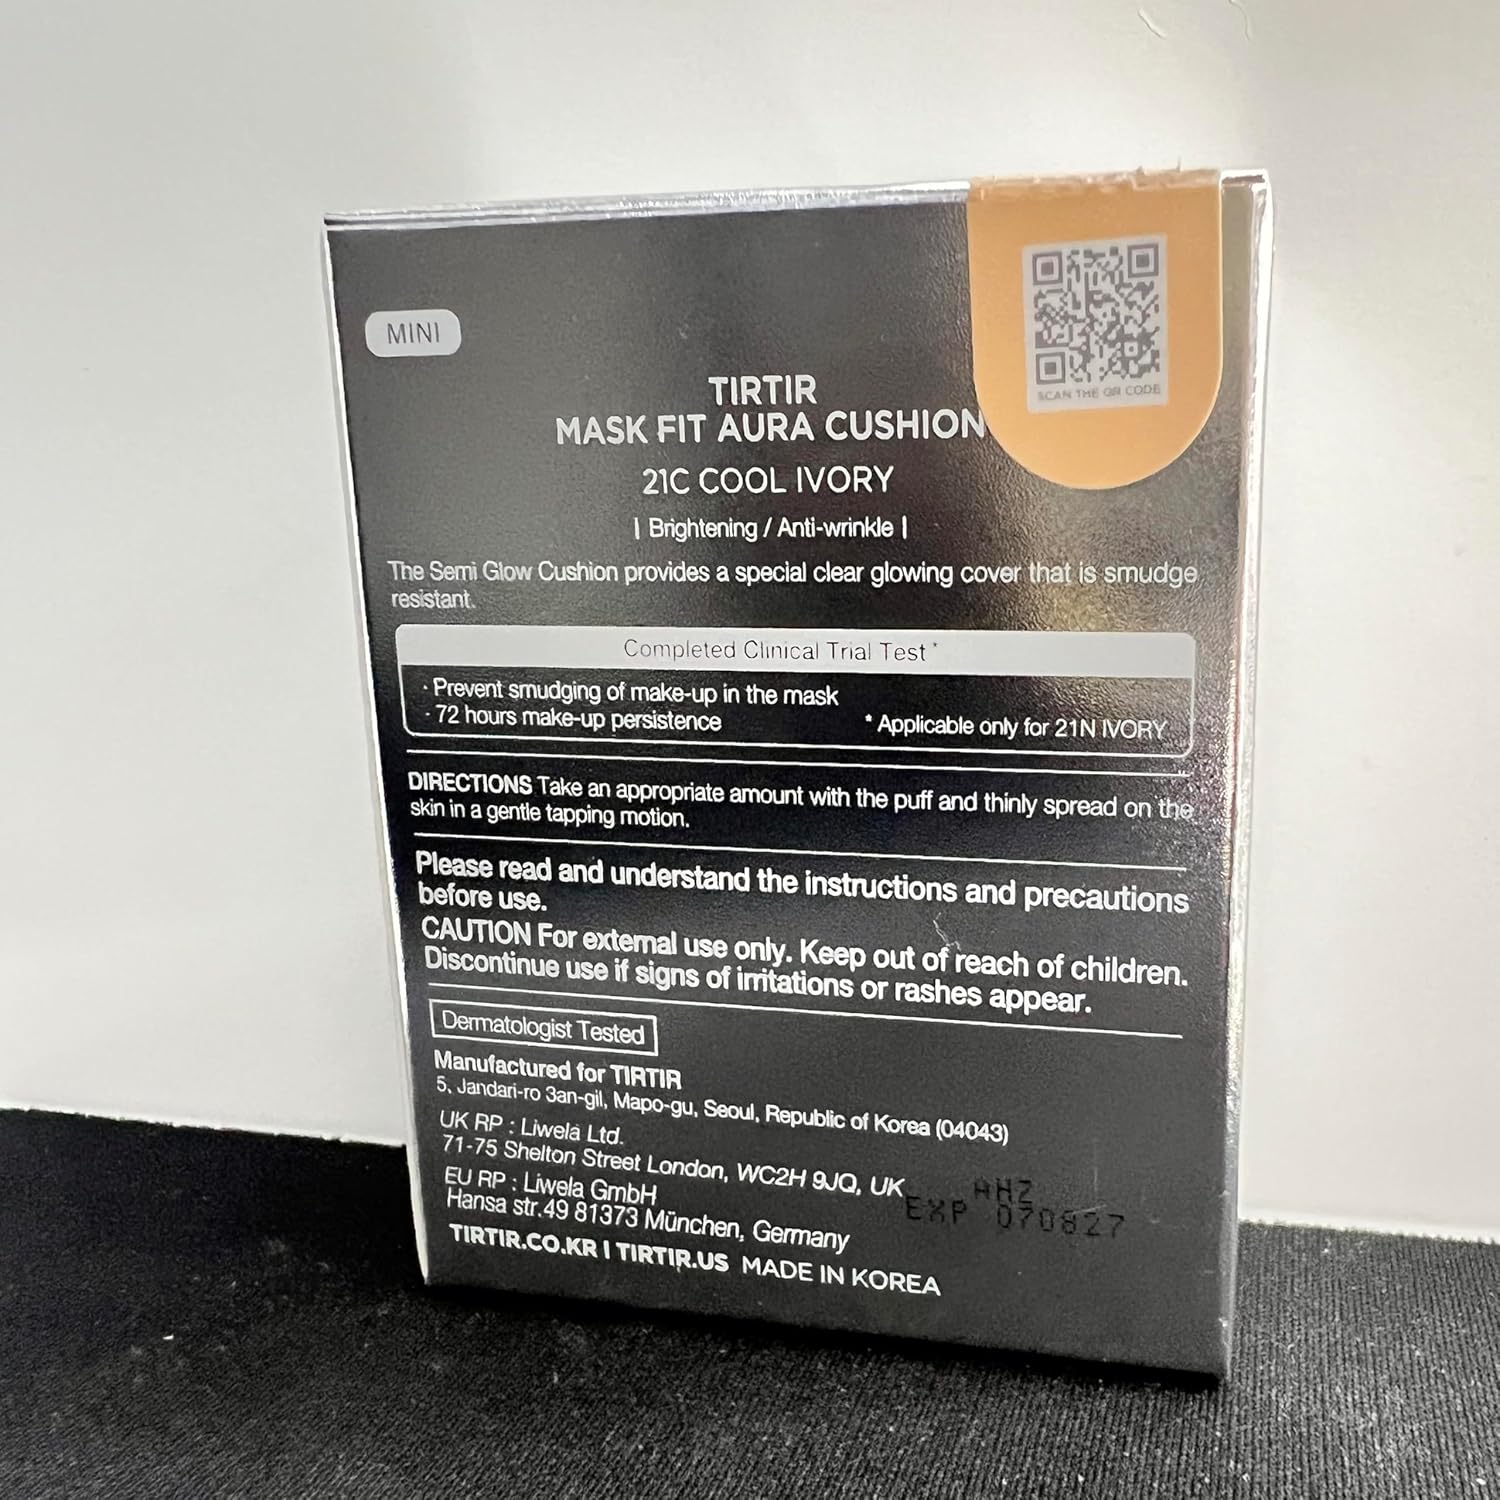 MINI
SCAN THE QR CODE
TIRTIR
MASK FIT AURA CUSHION
21C COOL IVORY
| Brightening / Anti-wrinkle |
The Semi Glow Cushion provides a special clear glowing cover that is smudge
resistant.
Completed Clinical Trial Test*
· Prevent smudging of make-up in the mask
· 72 hours make-up persistence
* Applicable only for 21N IVORY
DIRECTIONS Take an appropriate amount with the puff and thinly spread on the
skin in a gentle tapping motion.
Please read and understand the instructions and precautions
before use.
CAUTION For external use only. Keep out of reach of children.
Discontinue use if signs of irritations or rashes appear.
Dermatologist Tested
Manufactured for TIRTIR
5, Jandari-ro 3an-gil, Mapo-gu, Seoul, Republic of Korea (04043)
UK RP : Liwela Ltd.
71-75 Shelton Street London, WC2H 9JQ, UK
EU RP : Liwela GmbH
Hansa str.49 81373 München, Germany
AHZ
EXP 070827
TIRTIR.CO.KR | TIRTIR.US MADE IN KOREA